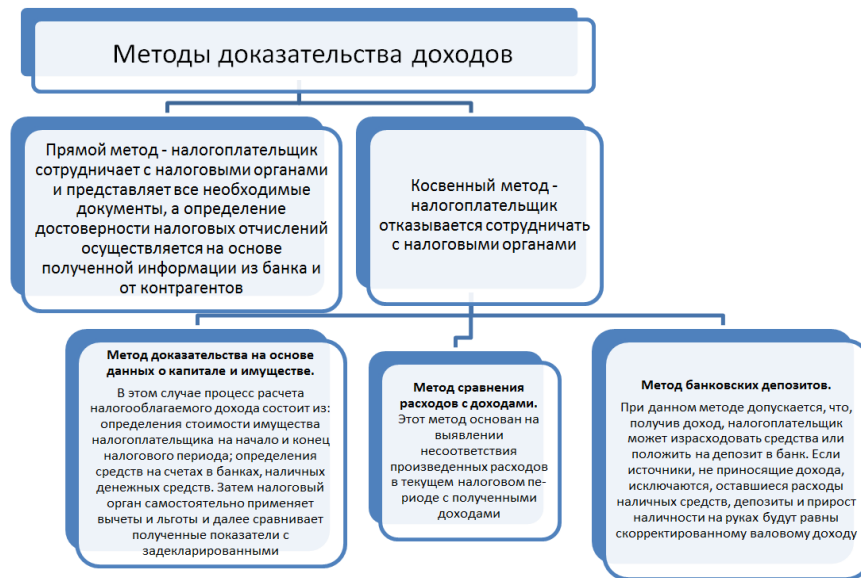 Методы доказательства доходов
Прямой метод - налогоплательщик
сотрудничает с налоговыми органами
и представляет все необходимые
документы, а определение
достоверности налоговых отчислений
осуществляется на основе
полученной информации из банка и
от контрагентов
Косвенный метод -
налогоплательщик
отказывается сотрудничать
с налоговыми органами
Метод доказательства на основе
данных о капитале и имуществе.
В этом случае процесс расчета
налогооблагаемого дохода состоит из:
определения стоимости имущества
налогоплательщика на начало и конец
налогового периода; определения
средств на счетах в банках, наличных
денежных средств. Затем налоговый
орган самостоятельно применяет
вычеты и льготы и далее сравнивает
полученные показатели с
задекларированными
Метод сравнения
расходов с доходами.
Этот метод основан на
выявлении
несоответствия
произведенных расходов
в текущем налоговом пе-
риоде с полученными
доходами
Метод банковских депозитов.
При данном методе допускается, что,
получив доход, налогоплательщик
может израсходовать средства или
положить на депозит в банк. Если
источники, не приносящие дохода,
исключаются, оставшиеся расходы
наличных средств, депозиты и прирост
наличности на руках будут равны
скорректированному валовому доходу